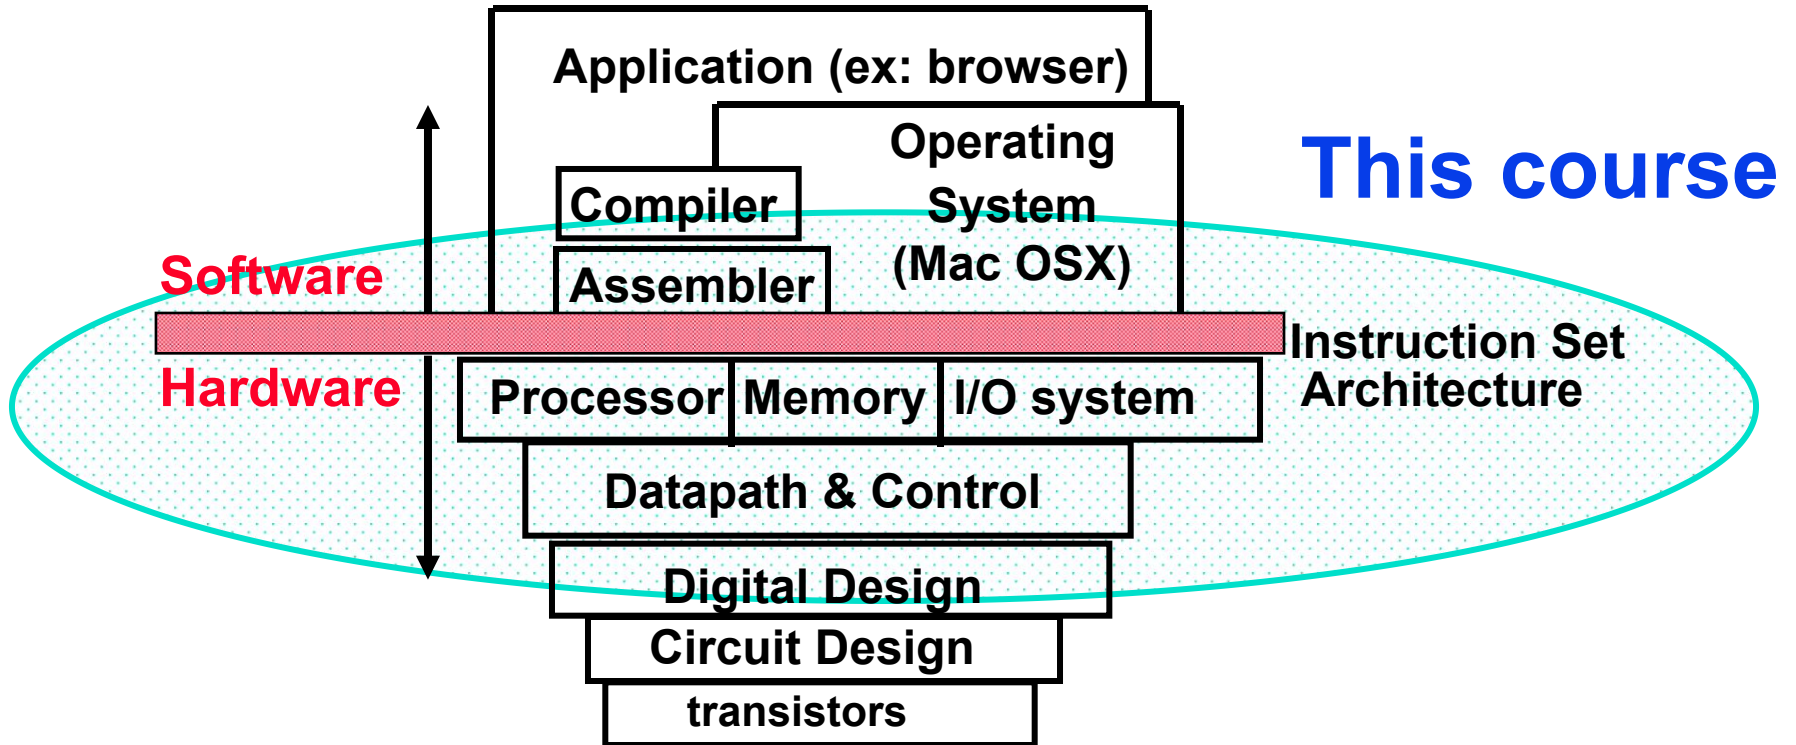 Application (ex: browser)
Operating
System
(Mac OSX)
This course
Compiler
Assembler
Software
Hardware
Instruction Set
Architecture
Processor
Memory
I/O system
Datapath & Control
Digital Design
Circuit Design
transistors